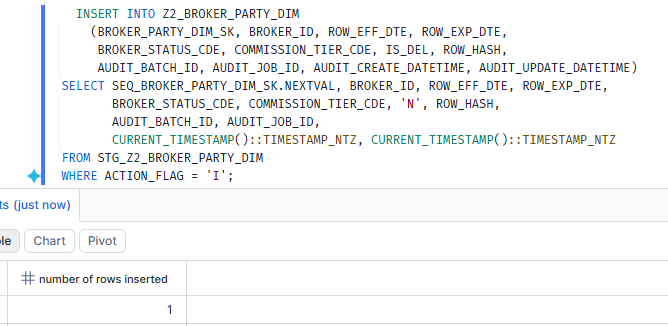 INSERT INTO Z2_BROKER_PARTY_DIM
(BROKER_PARTY_DIM_SK, BROKER_ID, ROW_EFF_DTE, ROW_EXP_DTE,
BROKER_STATUS_CDE, COMMISSION_TIER_CDE, IS_DEL, ROW_HASH,
AUDIT_BATCH_ID, AUDIT_JOB_ID, AUDIT_CREATE_DATETIME, AUDIT_UPDATE_DATETIME)
SELECT SEQ_BROKER_PARTY_DIM_SK.NEXTVAL, BROKER_ID, ROW_EFF_DTE, ROW_EXP_DTE,
BROKER_STATUS_CDE, COMMISSION_TIER_CDE, 'N', ROW_HASH,
AUDIT_BATCH_ID, AUDIT_JOB_ID,
CURRENT_TIMESTAMP()::TIMESTAMP_NTZ, CURRENT_TIMESTAMP()::TIMESTAMP_NTZ
FROM STG_Z2_BROKER_PARTY_DIM
WHERE ACTION_FLAG = 'I';
ts (just now)
ble Chart Pivot
# number of rows inserted
1